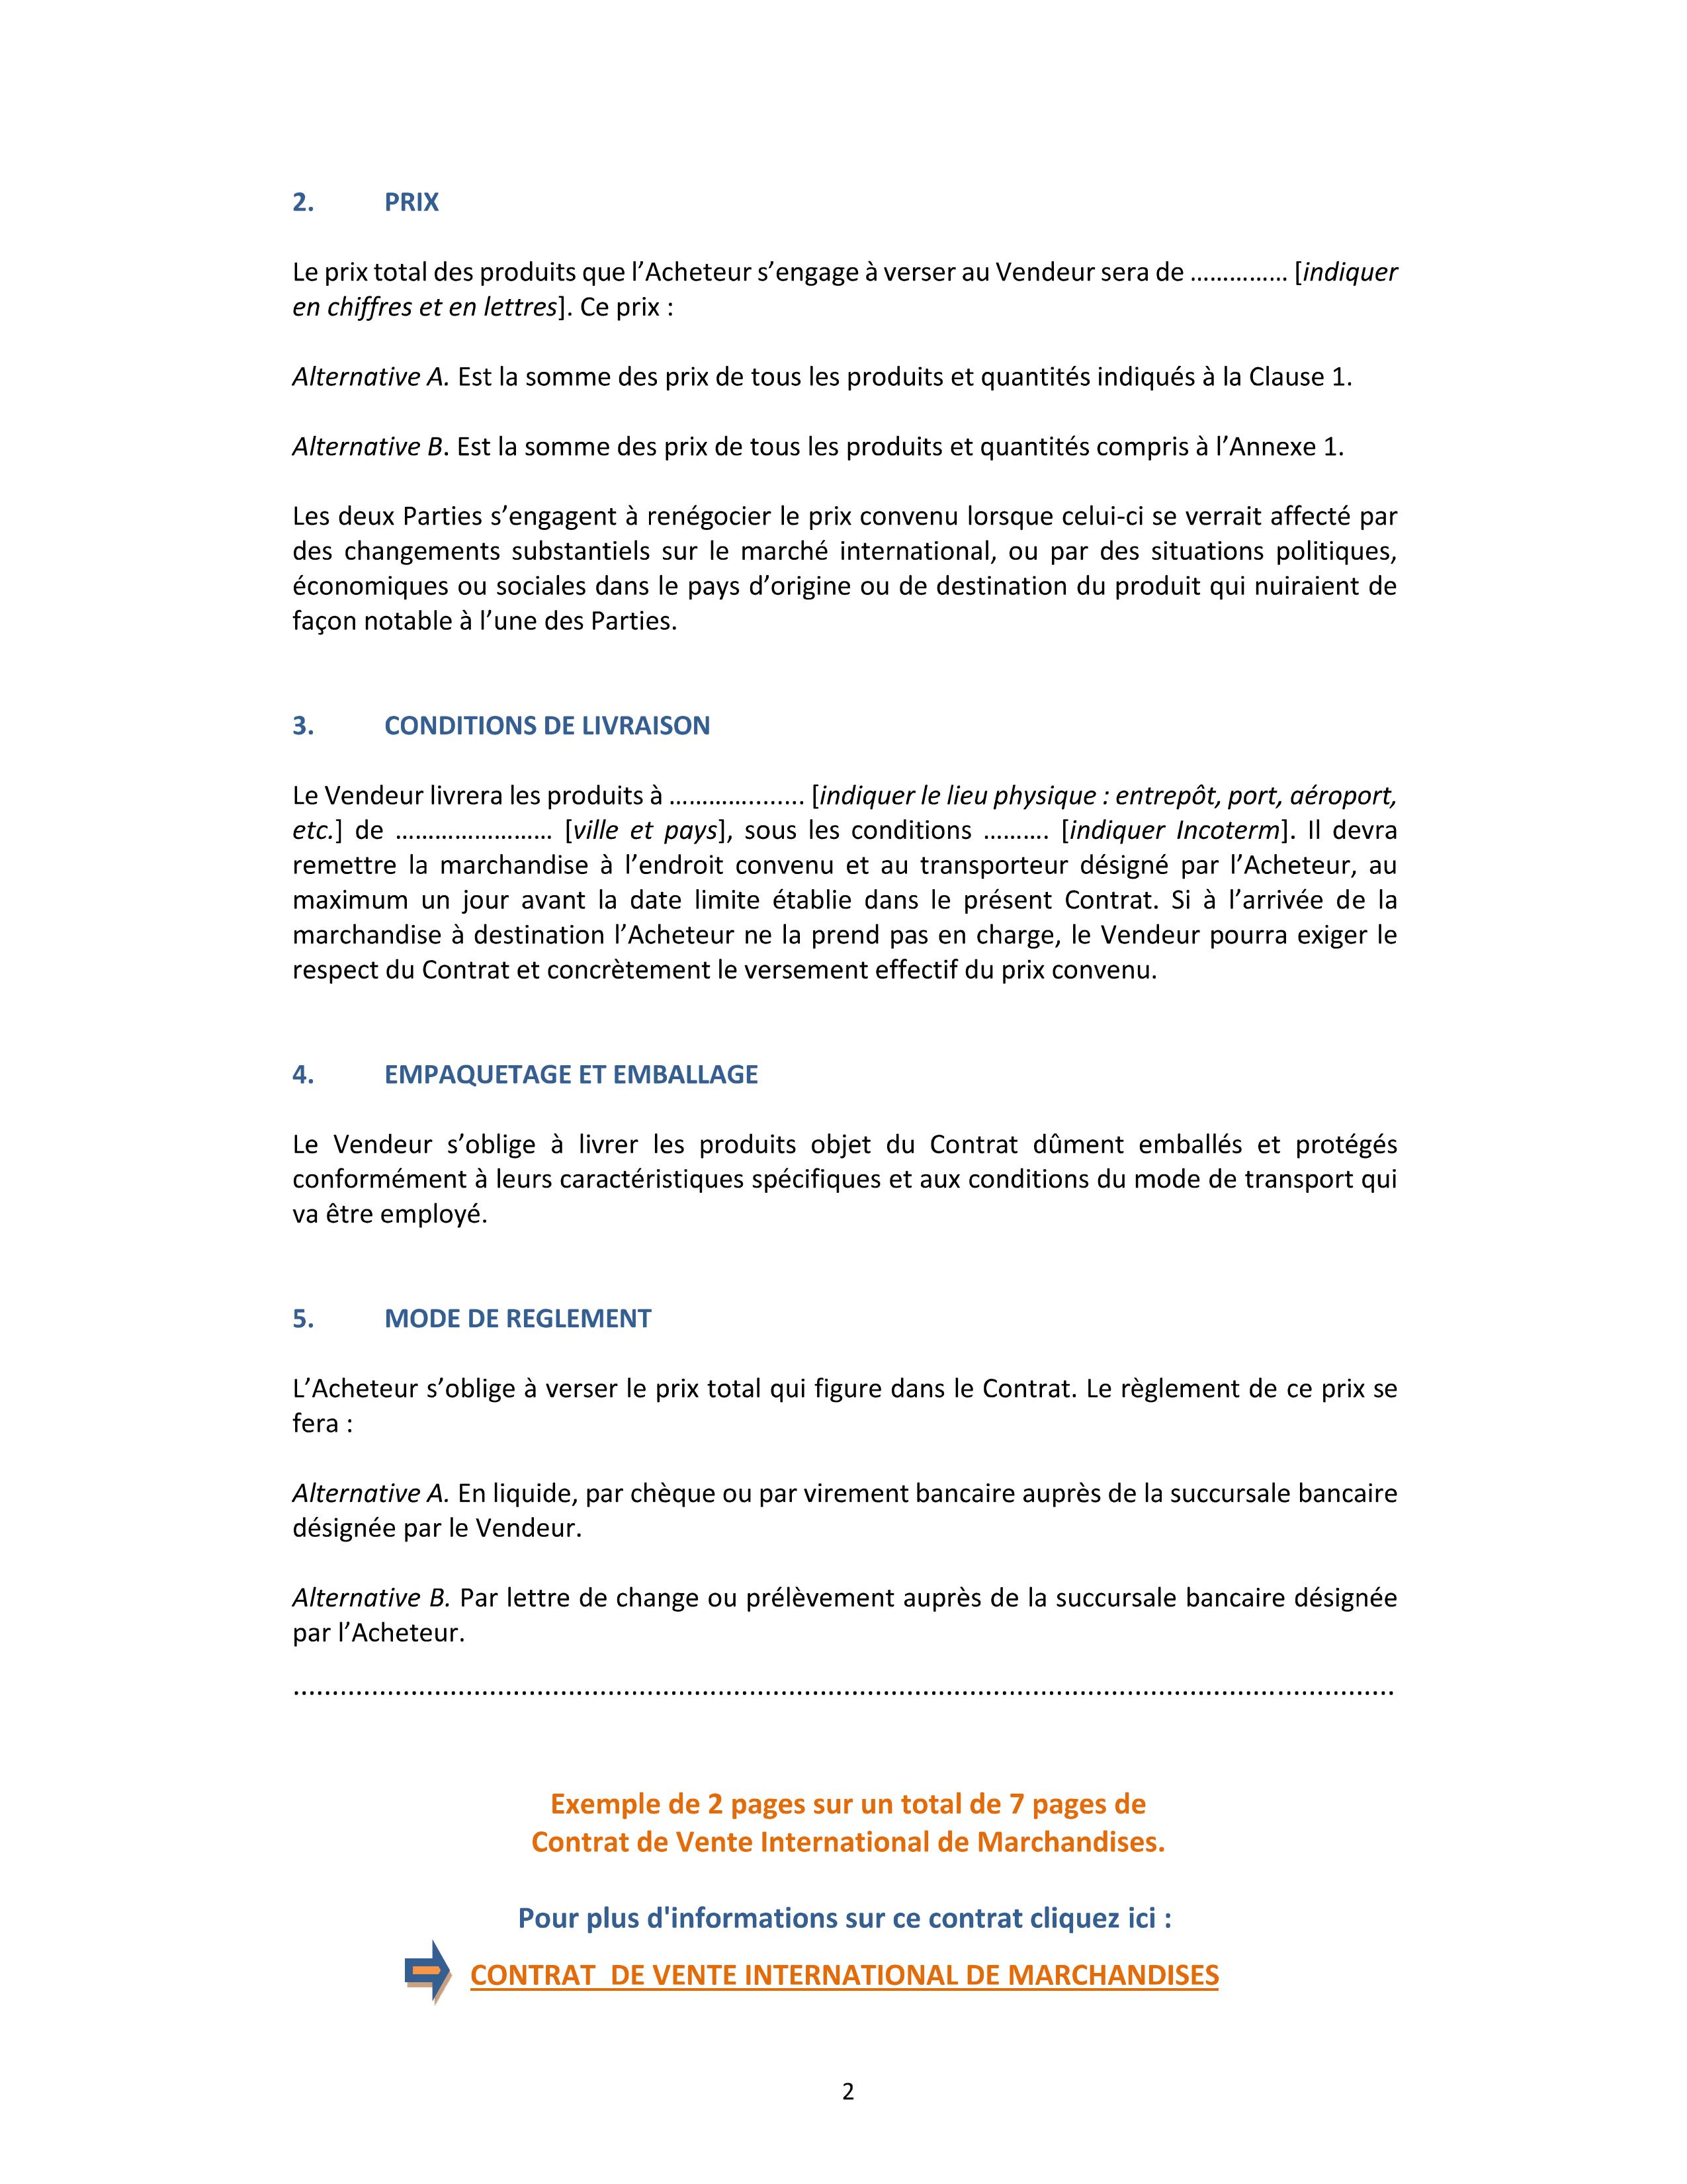 2. PRIX
Le prix total des produits que l’Acheteur s’engage à verser au Vendeur sera de …………… [indiquer
en chiffres et en lettres]. Ce prix :
Alternative A. Est la somme des prix de tous les produits et quantités indiqués à la Clause 1.
Alternative B. Est la somme des prix de tous les produits et quantités compris à l’Annexe 1.
Les deux Parties s’engagent à renégocier le prix convenu lorsque celui-ci se verrait affecté par
des changements substantiels sur le marché international, ou par des situations politiques,
économiques ou sociales dans le pays d’origine ou de destination du produit qui nuiraient de
façon notable à l’une des Parties.
3. CONDITIONS DE LIVRAISON
Le Vendeur livrera les produits à …………......... [indiquer le lieu physique : entrepôt, port, aéroport,
etc.] de …………………… [ville et pays], sous les conditions ………. [indiquer Incoterm]. Il devra
remettre la marchandise à l’endroit convenu et au transporteur désigné par l’Acheteur, au
maximum un jour avant la date limite établie dans le présent Contrat. Si à l’arrivée de la
marchandise à destination l’Acheteur ne la prend pas en charge, le Vendeur pourra exiger le
respect du Contrat et concrètement le versement effectif du prix convenu.
4. EMPAQUETAGE ET EMBALLAGE
Le Vendeur s’oblige à livrer les produits objet du Contrat dûment emballés et protégés
conformément à leurs caractéristiques spécifiques et aux conditions du mode de transport qui
va être employé.
5. MODE DE REGLEMENT
L’Acheteur s’oblige à verser le prix total qui figure dans le Contrat. Le règlement de ce prix se
fera :
Alternative A. En liquide, par chèque ou par virement bancaire auprès de la succursale bancaire
désignée par le Vendeur.
Alternative B. Par lettre de change ou prélèvement auprès de la succursale bancaire désignée
par l’Acheteur.
............................................................................................................................................
Exemple de 2 pages sur un total de 7 pages de
Contrat de Vente International de Marchandises.
Pour plus d'informations sur ce contrat cliquez ici :
CONTRAT DE VENTE INTERNATIONAL DE MARCHANDISES
2